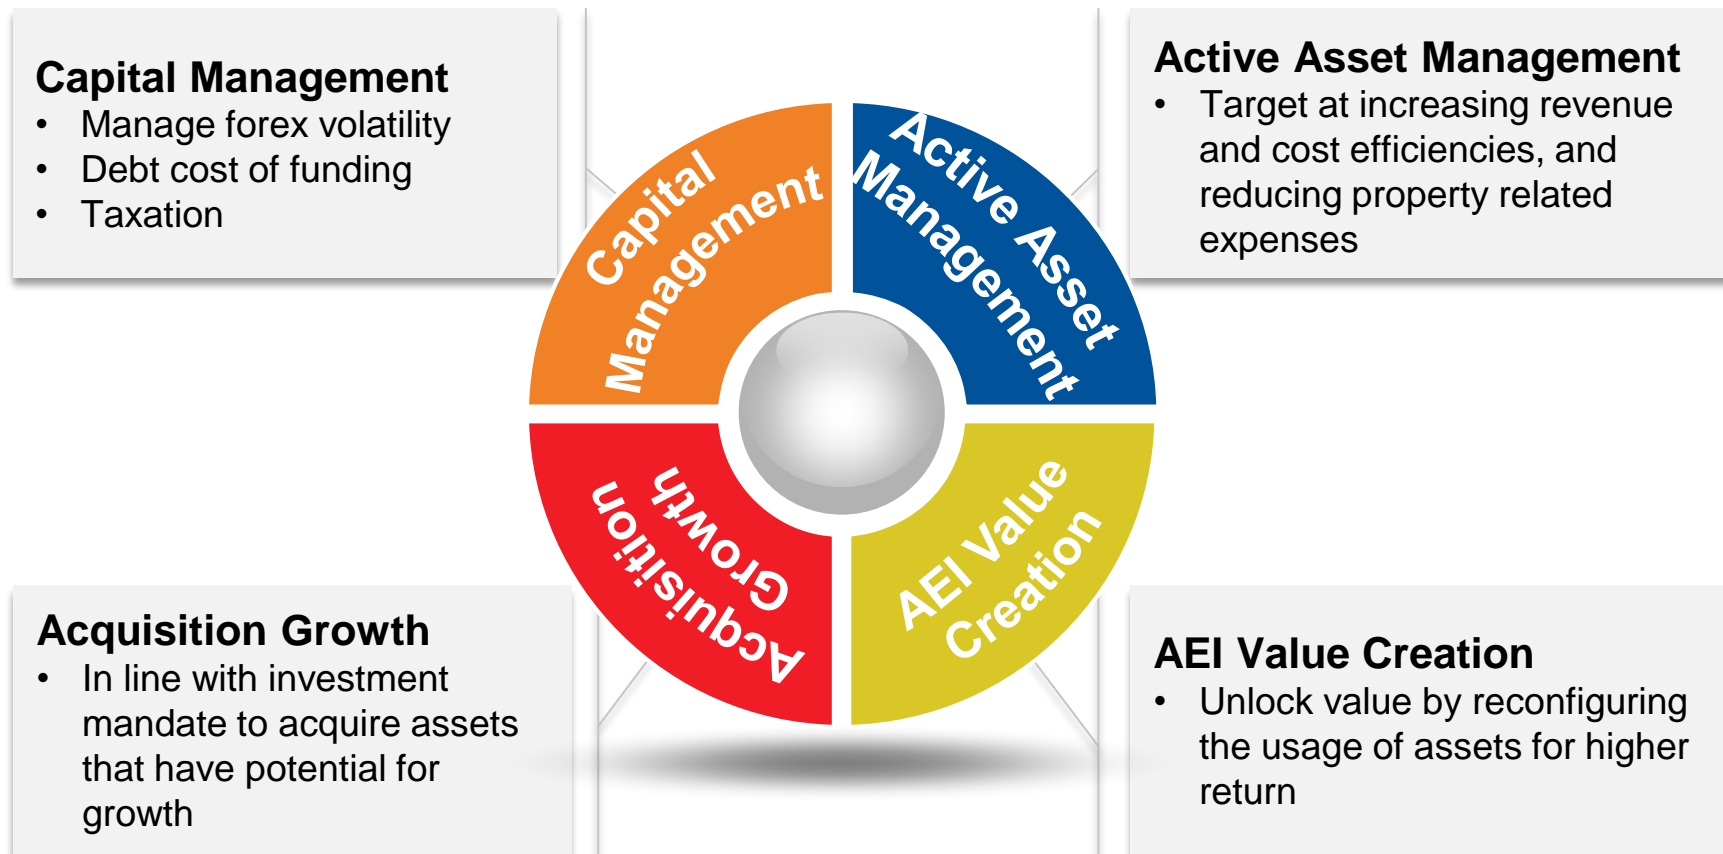 Capital Management
• Manage forex volatility
• Debt cost of funding
• Taxation
Active Asset Management
• Target at increasing revenue
and cost efficiencies, and
reducing property related
expenses
Capital
Management
Active Asset
Management
Acquisition
Growth
AEI Value
Creation
Acquisition Growth
• In line with investment
mandate to acquire assets
that have potential for
growth
AEI Value Creation
• Unlock value by reconfiguring
the usage of assets for higher
return